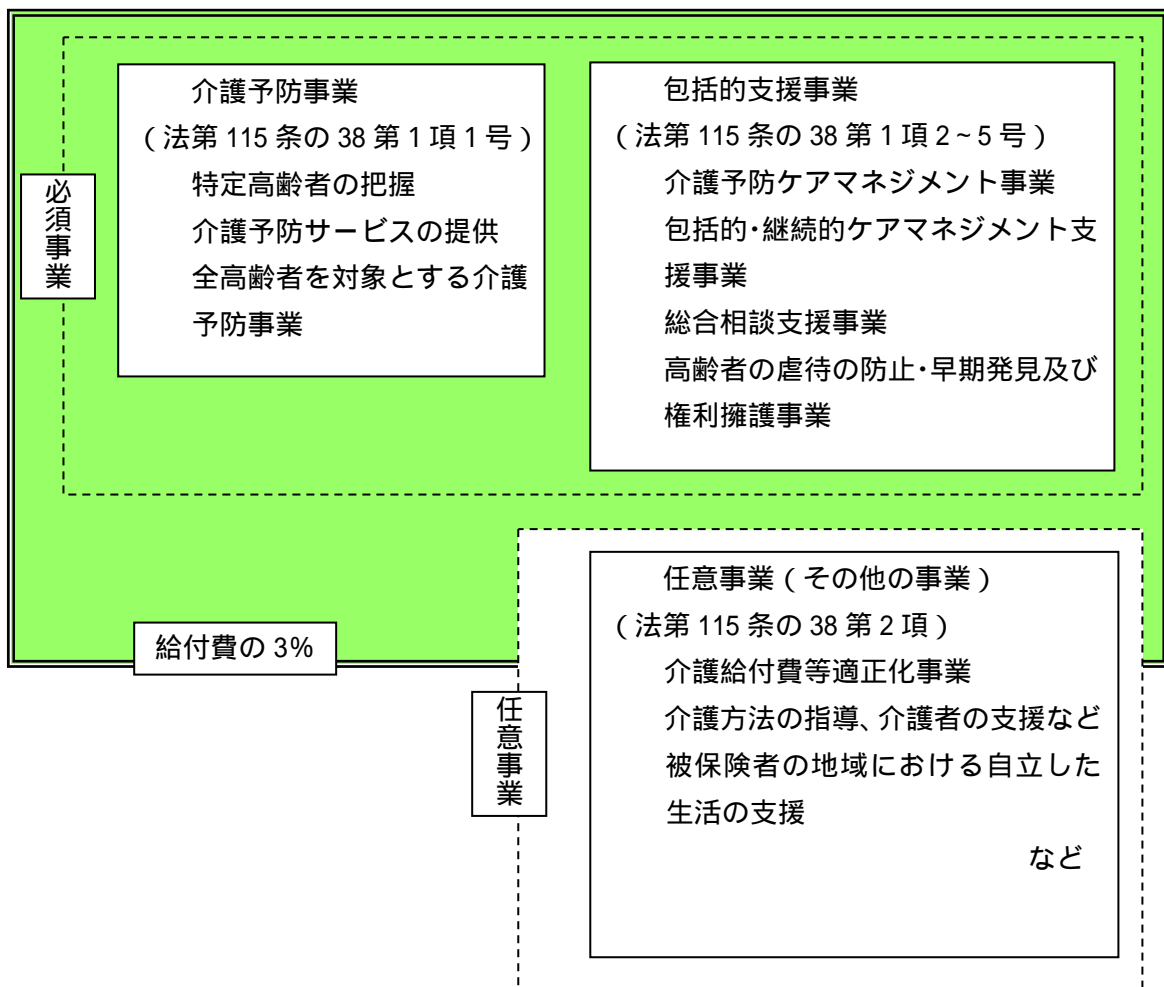 必須事業
介護予防事業
（法第115条の38第1項1号）
特定高齢者の把握
介護予防サービスの提供
全高齢者を対象とする介護
予防事業
包括的支援事業
（法第115条の38第1項2~5号）
介護予防ケアマネジメント事業
包括的･継続的ケアマネジメント支
援事業
総合相談支援事業
高齢者の虐待の防止･早期発見及び
権利擁護事業
給付費の3%
任意事業
任意事業（その他の事業）
（法第115条の38第2項）
介護給付費等適正化事業
介護方法の指導、介護者の支援など
被保険者の地域における自立した
生活の支援
など